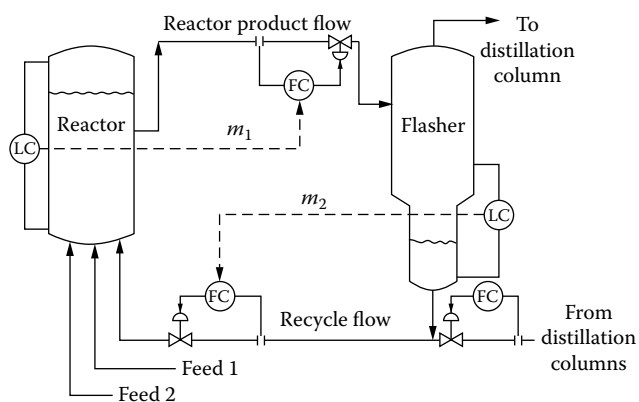 Reactor product flow
To
distillation
column
FC
Reactor
Flasher
LC
m1
m2
LC
FC
FC
Recycle flow
From
distillation
columns
Feed 1
Feed 2